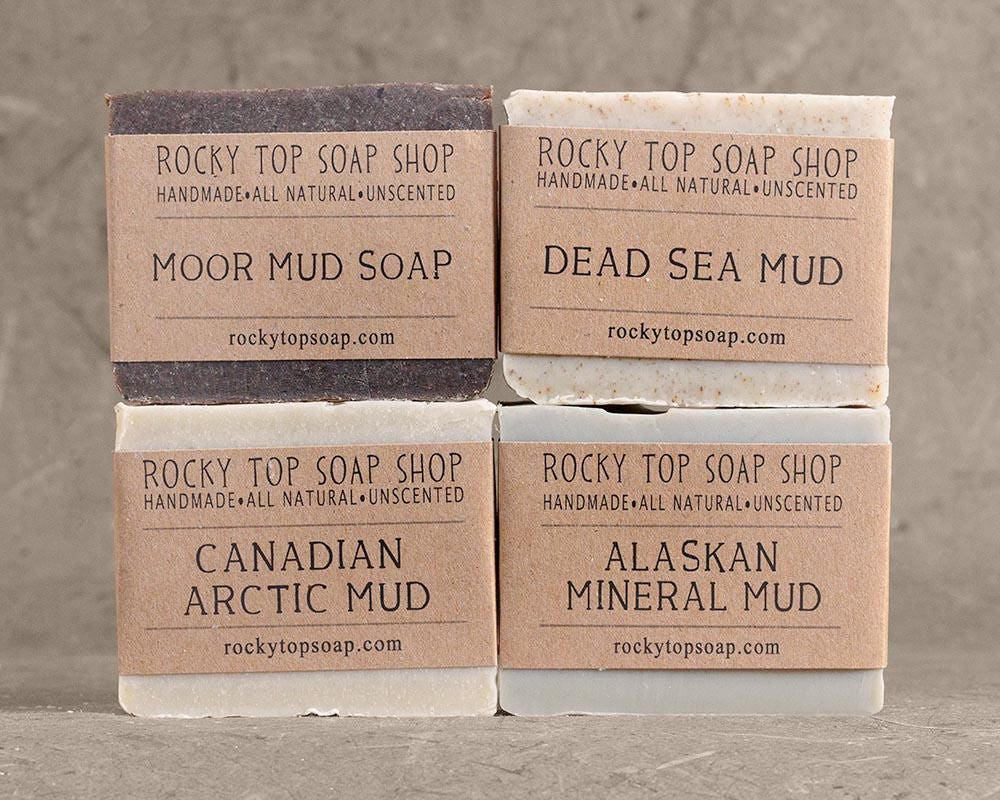 ROCKY TOP SOAP SHOP
HANDMADE•ALL NATURAL•UNSCENTED
MOOR MUD SOAP
rockytopsoap.com
ROCKY TOP SOAP SHOP
HANDMADE•ALL NATURAL•UNSCENTED
DEAD SEA MUD
rockytopsoap.com
ROCKY TOP SOAP SHOP
HANDMADE•ALL NATURAL•UNSCENTED
CANADIAN
ARCTIC MUD
rockytopsoap.com
ROCKY TOP SOAP SHOP
HANDMADE•ALL NATURAL•UNSCENTED
ALASKAN
MINERAL MUD
rockytopsoap.com